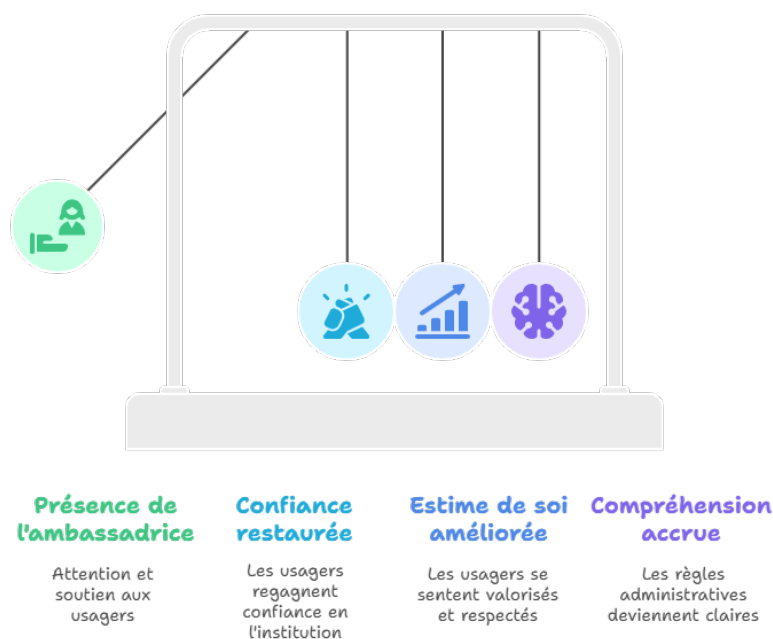 Présence de
l'ambassadrice
Attention et
soutien aux
usagers
Confiance
restaurée
Les usagers
regagnent
confiance en
l'institution
Estime de soi
améliorée
Les usagers se
sentent valorisés
et respectés
Compréhension
accrue
Les règles
administratives
deviennent claires